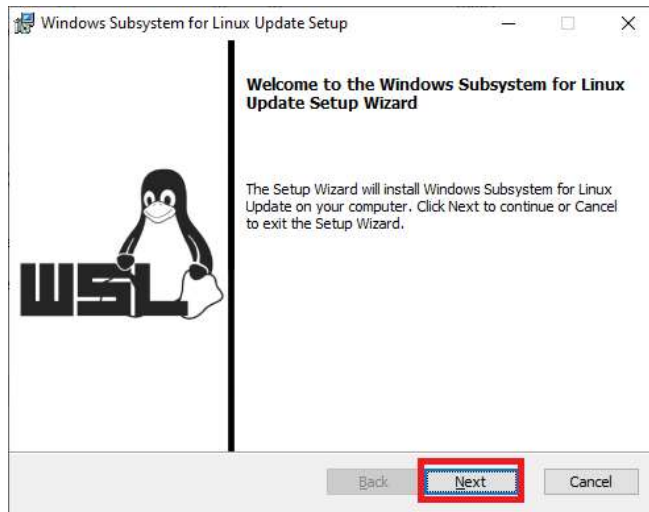 Windows Subsystem for Linux Update Setup
Welcome to the Windows Subsystem for Linux
Update Setup Wizard
The Setup Wizard will install Windows Subsystem for Linux
Update on your computer. Click Next to continue or Cancel
to exit the Setup Wizard.
WSL
Back Next Cancel